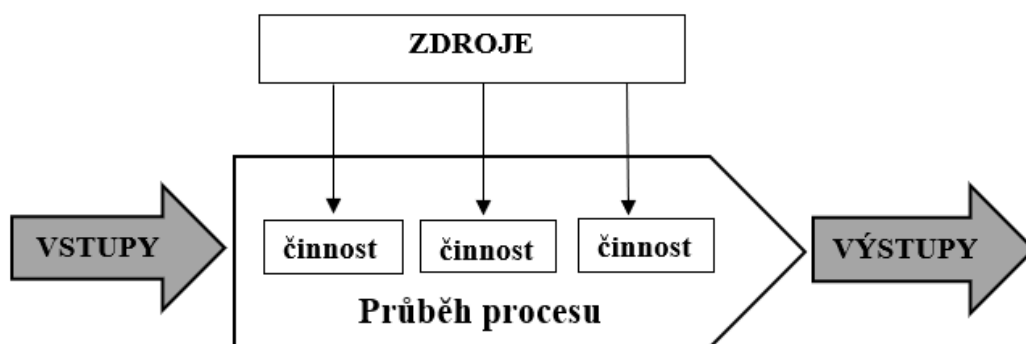 ZDROJE
VSTUPY
činnost
činnost
činnost
VÝSTUPY
Průběh procesu